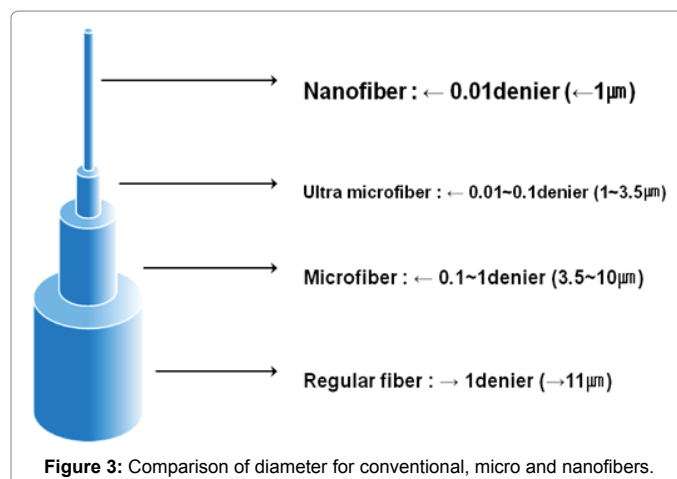 Nanofiber : ← 0.01denier (←1㎛)
Ultra microfiber : ← 0.01~0.1denier (1~3.5㎛)
Microfiber : ← 0.1~1denier (3.5~10㎛)
Regular fiber : → 1denier (→11㎛)
Figure 3: Comparison of diameter for conventional, micro and nanofibers.